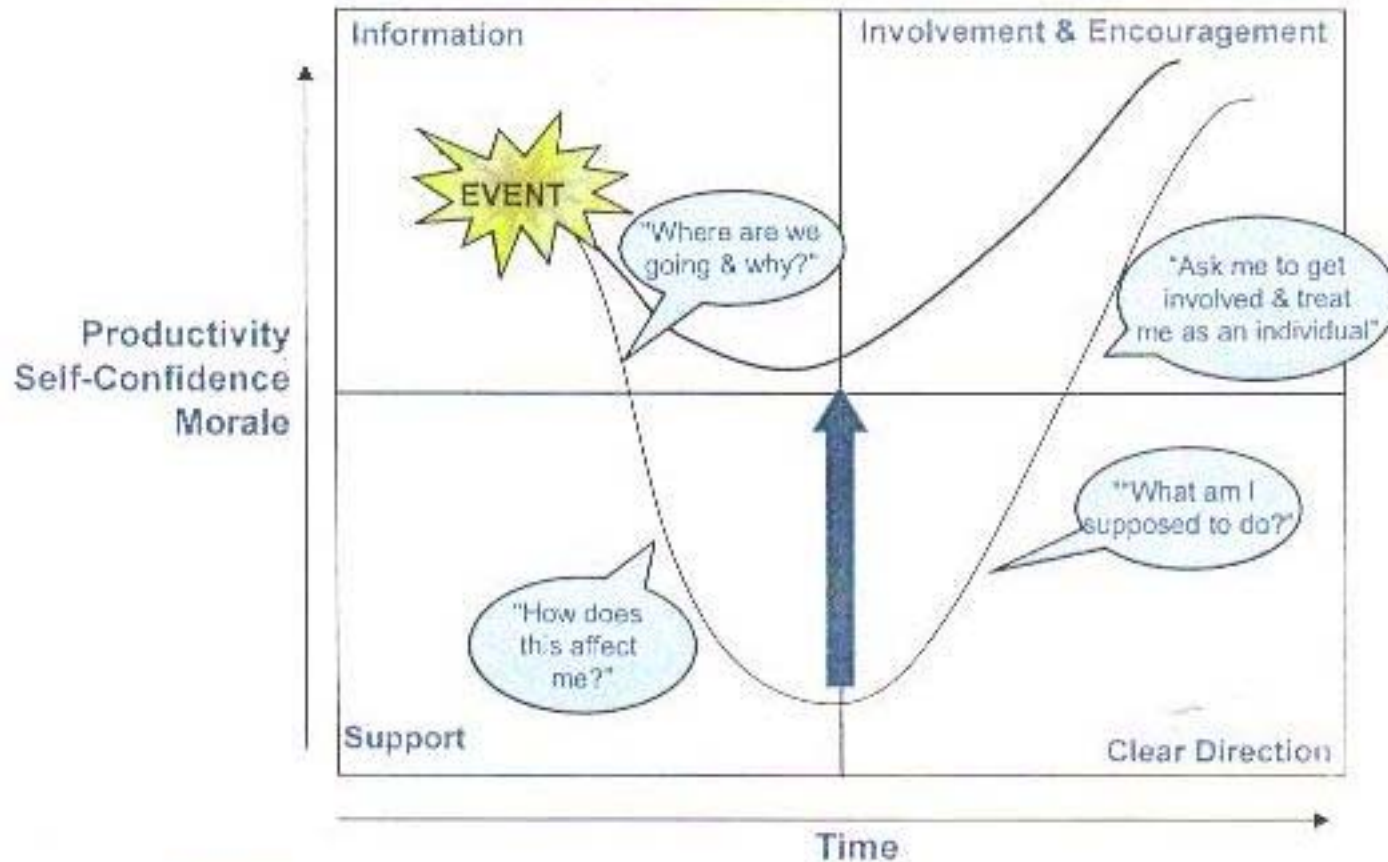 Information
Involvement & Encouragement
EVENT
"Where are we
going & why?"
"Ask me to get
involved & treat
me as an individual"
Productivity
Self-Confidence
Morale
""What am I
supposed to do?"
"How does
this affect
me?"
Support
Clear Direction
Time